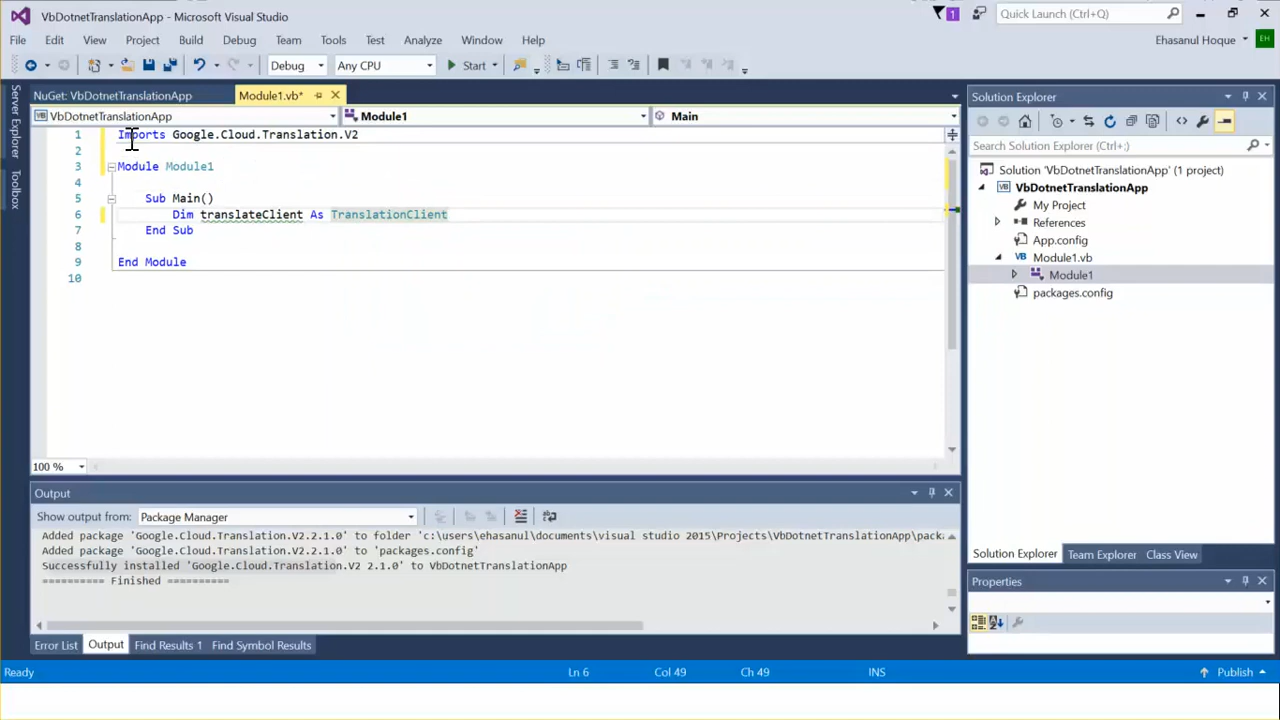 VbDotnetTranslationApp - Microsoft Visual Studio
1
Quick Launch (Ctrl+Q)
File Edit View Project Build Debug Team Tools Test Analyze Window Help
Ehasanul Hoque EH
Debug Any CPU Start
NuGet: VbDotnetTranslationApp Module1.vb*
VbDotnetTranslationApp Module1 Main
1 Imports Google.Cloud.Translation.V2
2
3 Module Module1
4
5 Sub Main()
6 Dim translateClient As TranslationClient
7 End Sub
8
9 End Module
10
100 %
Server Explorer
Toolbox
Solution Explorer
Search Solution Explorer (Ctrl+;)
Solution 'VbDotnetTranslationApp' (1 project)
VbDotnetTranslationApp
My Project
References
App.config
Module1.vb
Module1
packages.config
Solution Explorer Team Explorer Class View
Properties
Output
Show output from: Package Manager
Added package 'Google.Cloud.Translation.V2.2.1.0' to folder 'c:\users\ehasanul\documents\visual studio 2015\Projects\VbDotnetTranslationApp\pack
Added package 'Google.Cloud.Translation.V2.2.1.0' to 'packages.config'
Successfully installed 'Google.Cloud.Translation.V2 2.1.0' to VbDotnetTranslationApp
========== Finished ==========
Error List Output Find Results 1 Find Symbol Results
Ready Ln 6 Col 49 Ch 49 INS Publish